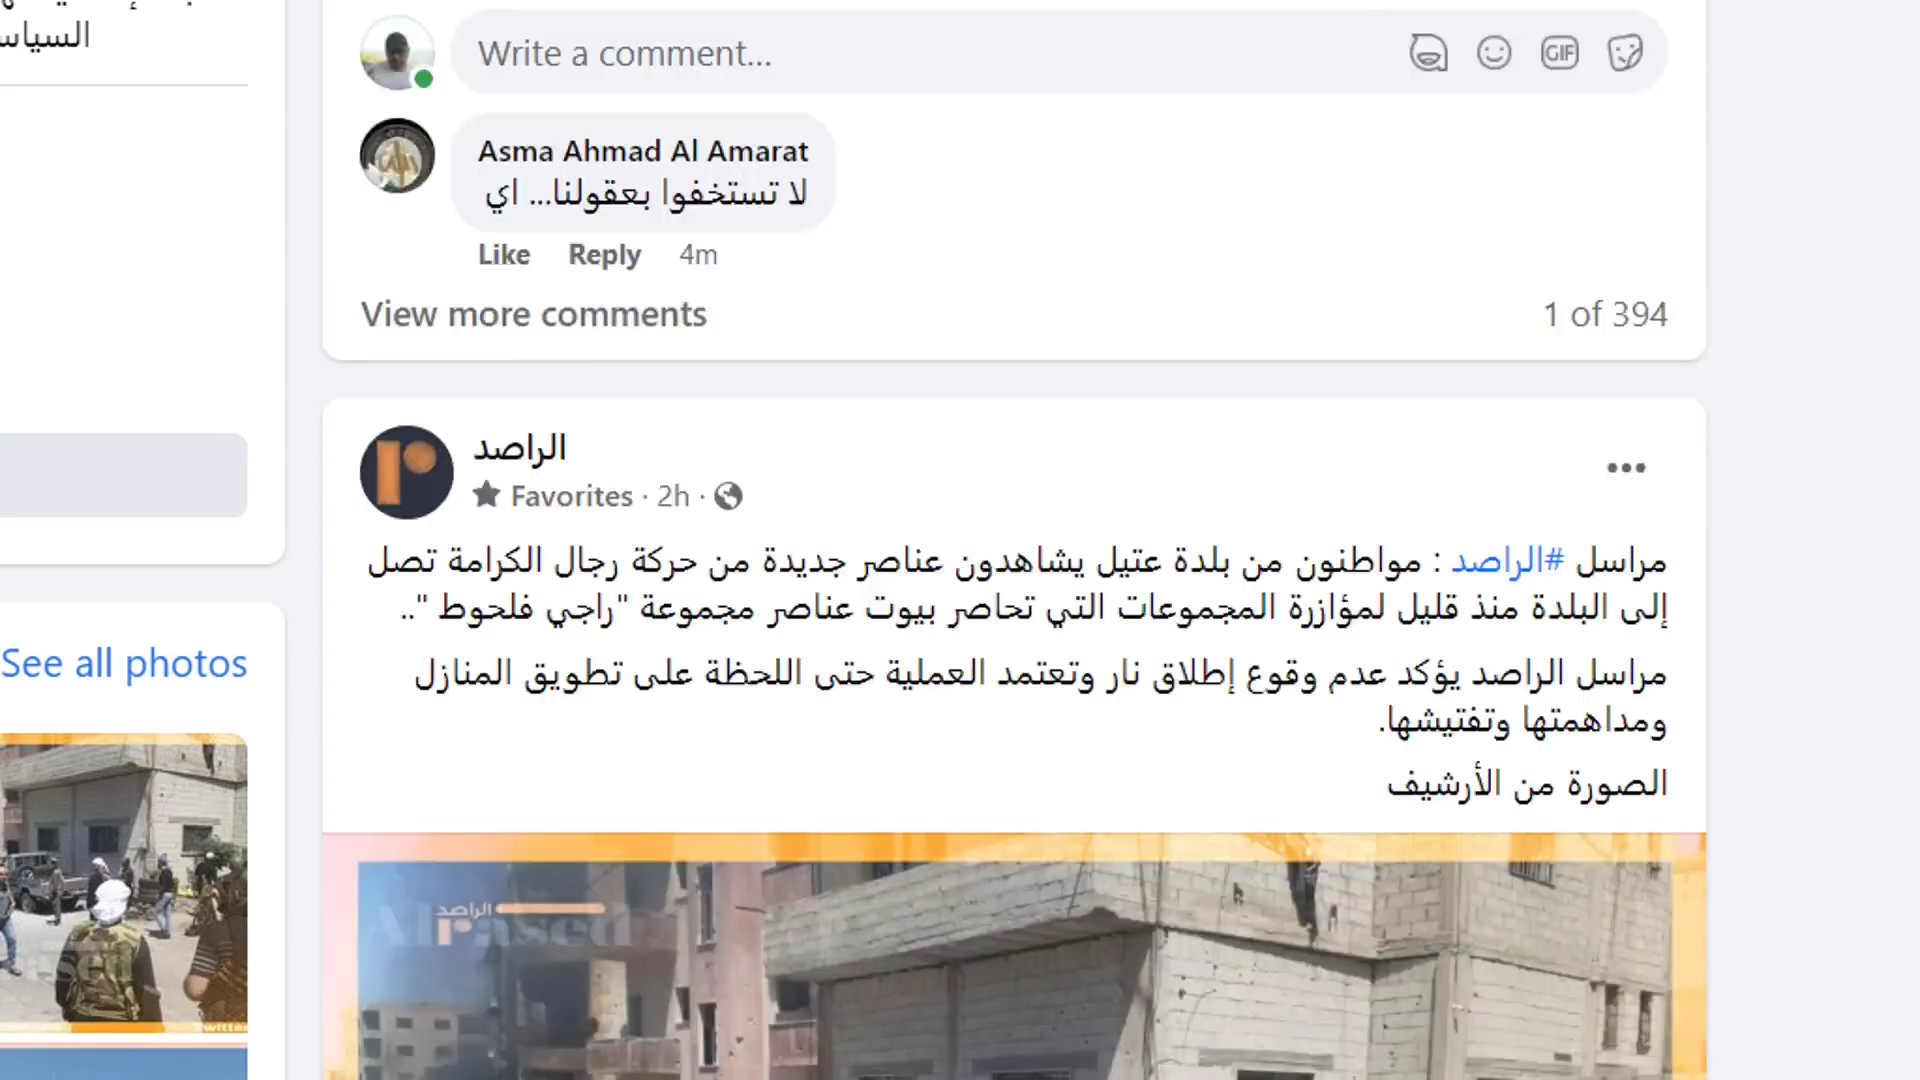 السياس
Write a comment...
GIF
Asma Ahmad Al Amarat
لا تستخفوا بعقولنا... اي
Like Reply 4m
View more comments
1 of 394
الراصد
Favorites · 2h ·
مراسل #الراصد : مواطنون من بلدة عتيل يشاهدون عناصر جديدة من حركة رجال الكرامة تصل
إلى البلدة منذ قليل لمؤازرة المجموعات التي تحاصر بيوت عناصر مجموعة "راجي فلحوط "..
مراسل الراصد يؤكد عدم وقوع إطلاق نار وتعتمد العملية حتى اللحظة على تطويق المنازل
ومداهمتها وتفتيشها.
الصورة من الأرشيف
See all photos
الراصد
Alrased
Twitter